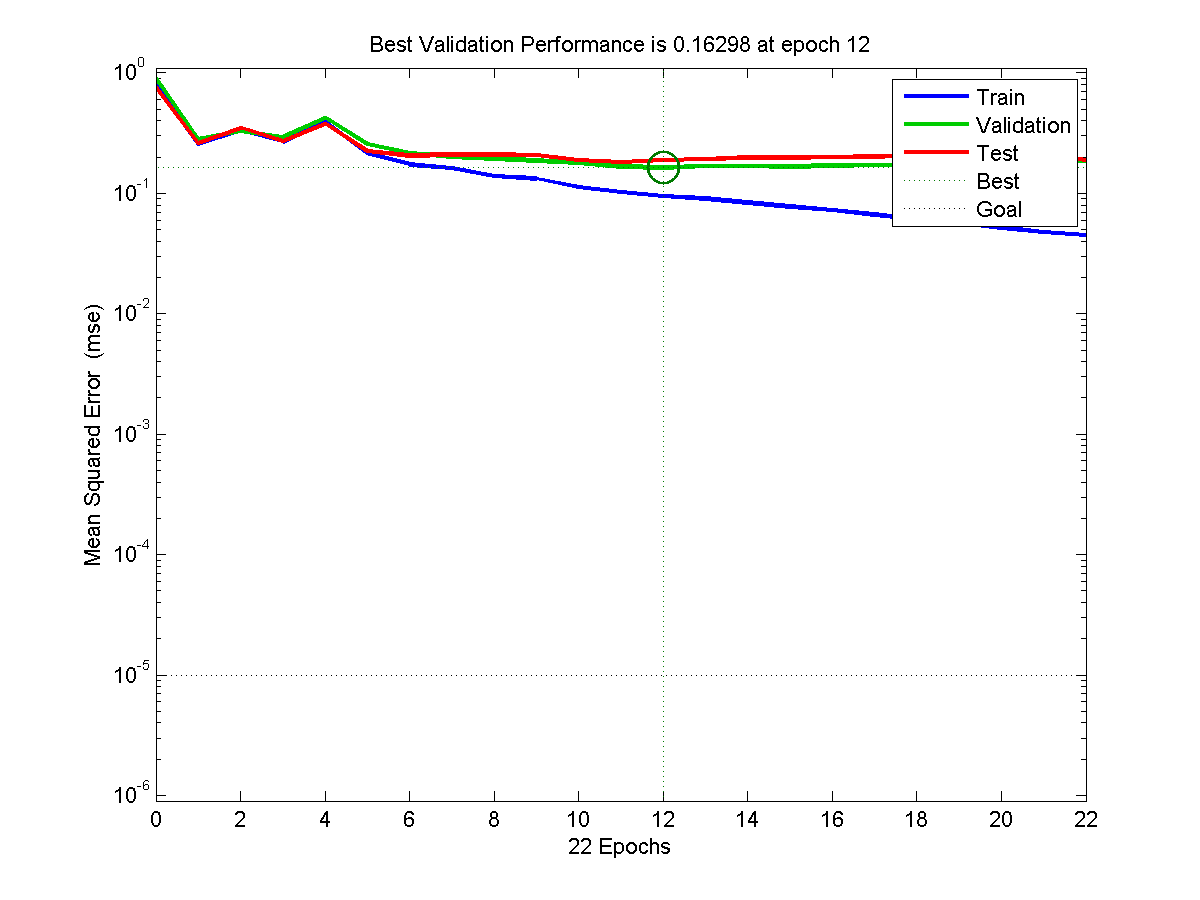 Best Validation Performance is 0.16298 at epoch 12
10^0
10^-1
10^-2
10^-3
10^-4
10^-5
10^-6
Mean Squared Error (mse)
Train
Validation
Test
Best
Goal
0 2 4 6 8 10 12 14 16 18 20 22
22 Epochs